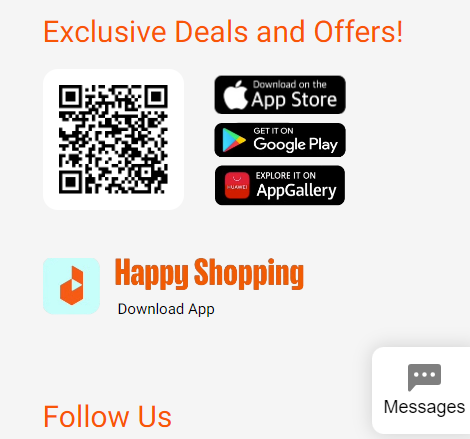 Exclusive Deals and Offers!
Download on the
App Store
GET IT ON
Google Play
HUAWEI
EXPLORE IT ON
AppGallery
Happy Shopping
Download App
Messages
Follow Us